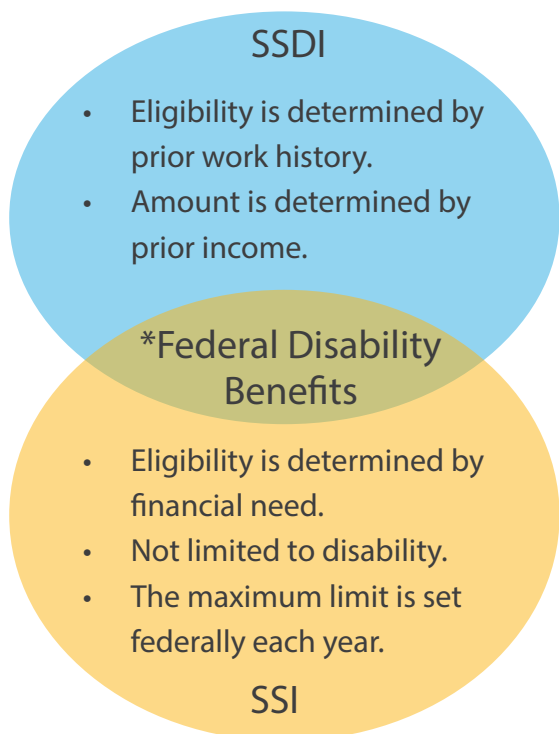 SSDI
• Eligibility is determined by
prior work history.
• Amount is determined by
prior income.
*Federal Disability
Benefits
• Eligibility is determined by
financial need.
• Not limited to disability.
• The maximum limit is set
federally each year.
SSI